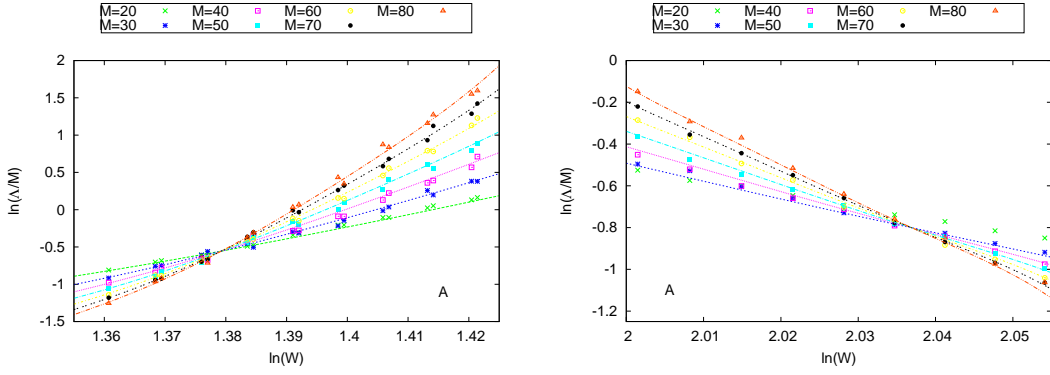 M=20 M=40 M=60 M=80
M=30 M=50 M=70
2
1.5
1
0.5
0
-0.5
-1
-1.5
ln(Λ/M)
A
1.36 1.37 1.38 1.39 1.4 1.41 1.42
ln(W)
M=20 M=40 M=60 M=80
M=30 M=50 M=70
0
-0.2
-0.4
-0.6
-0.8
-1
-1.2
ln(Λ/M)
A
2 2.01 2.02 2.03 2.04 2.05
ln(W)